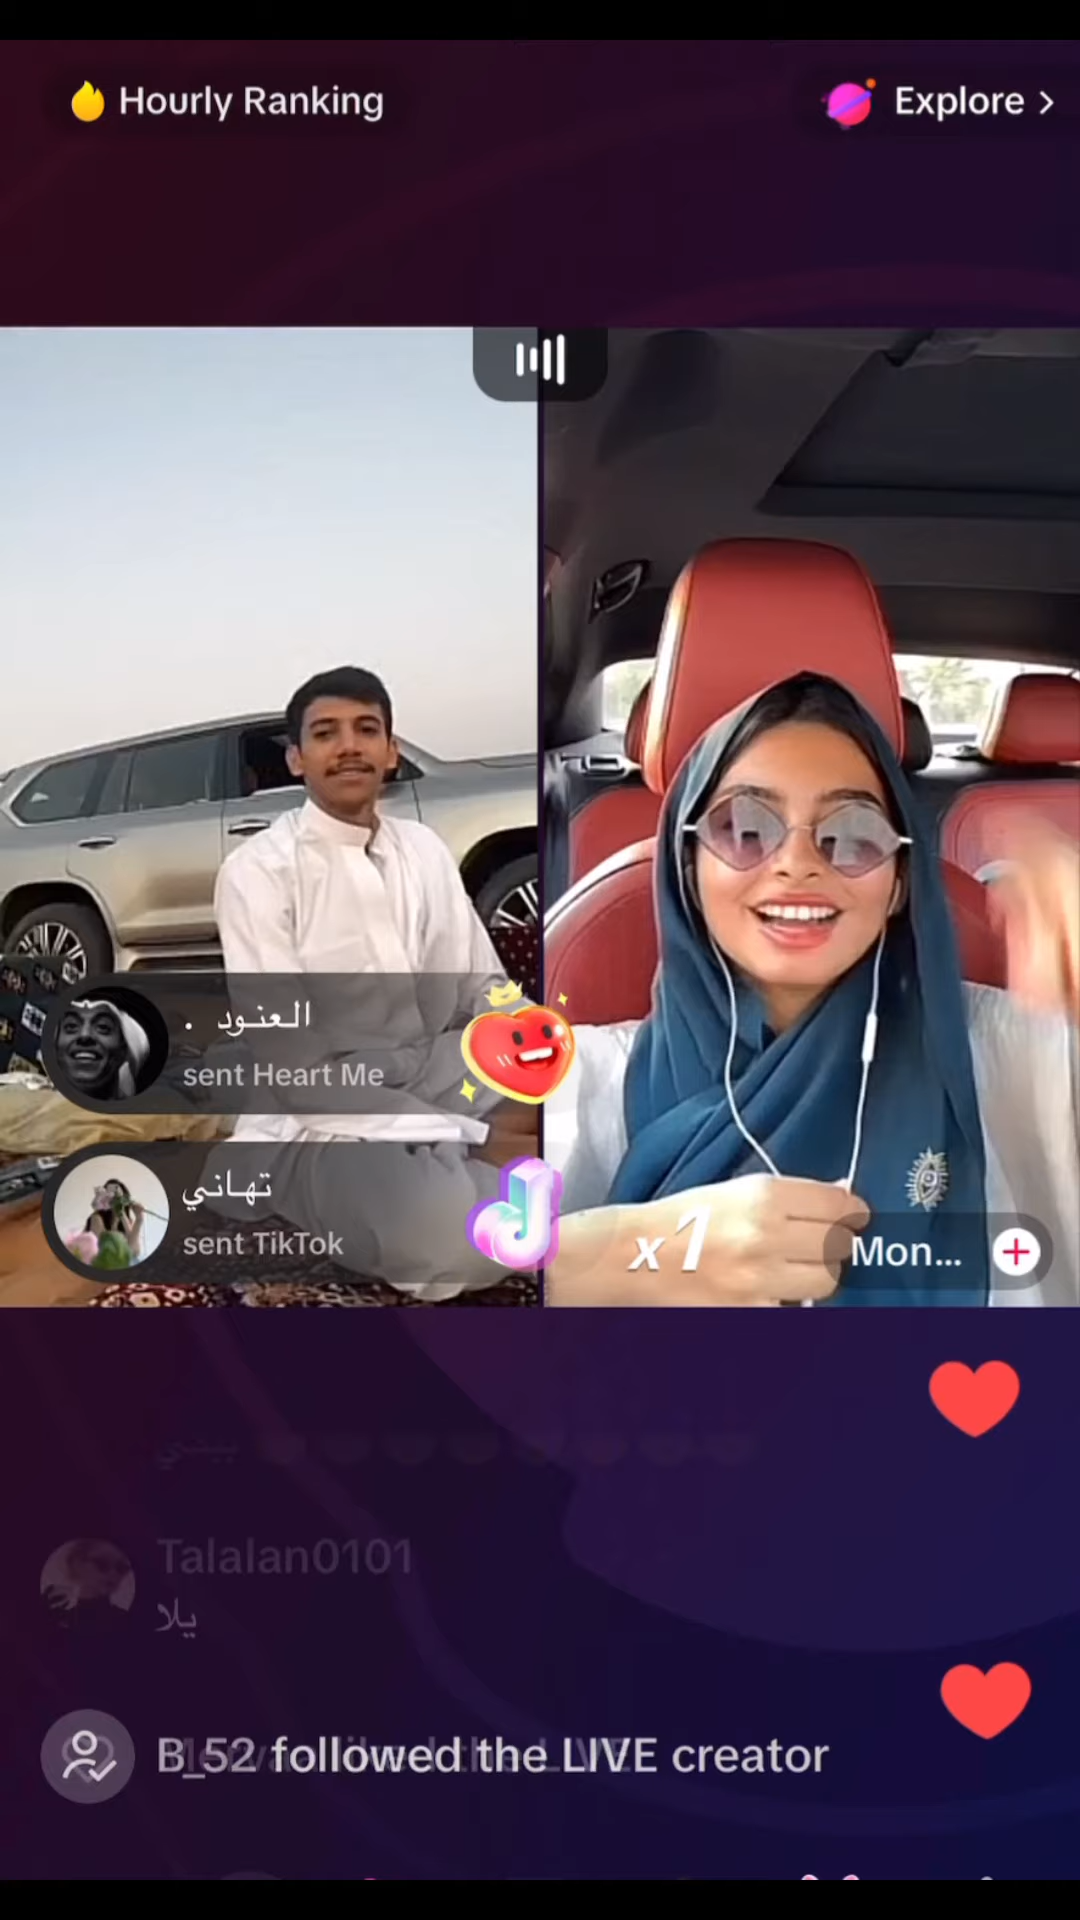 Hourly Ranking
Explore >
العنود .
sent Heart Me
تهاني
sent TikTok
x1
Mon...
Talalan0101
يلا
B_52 followed the LIVE creator